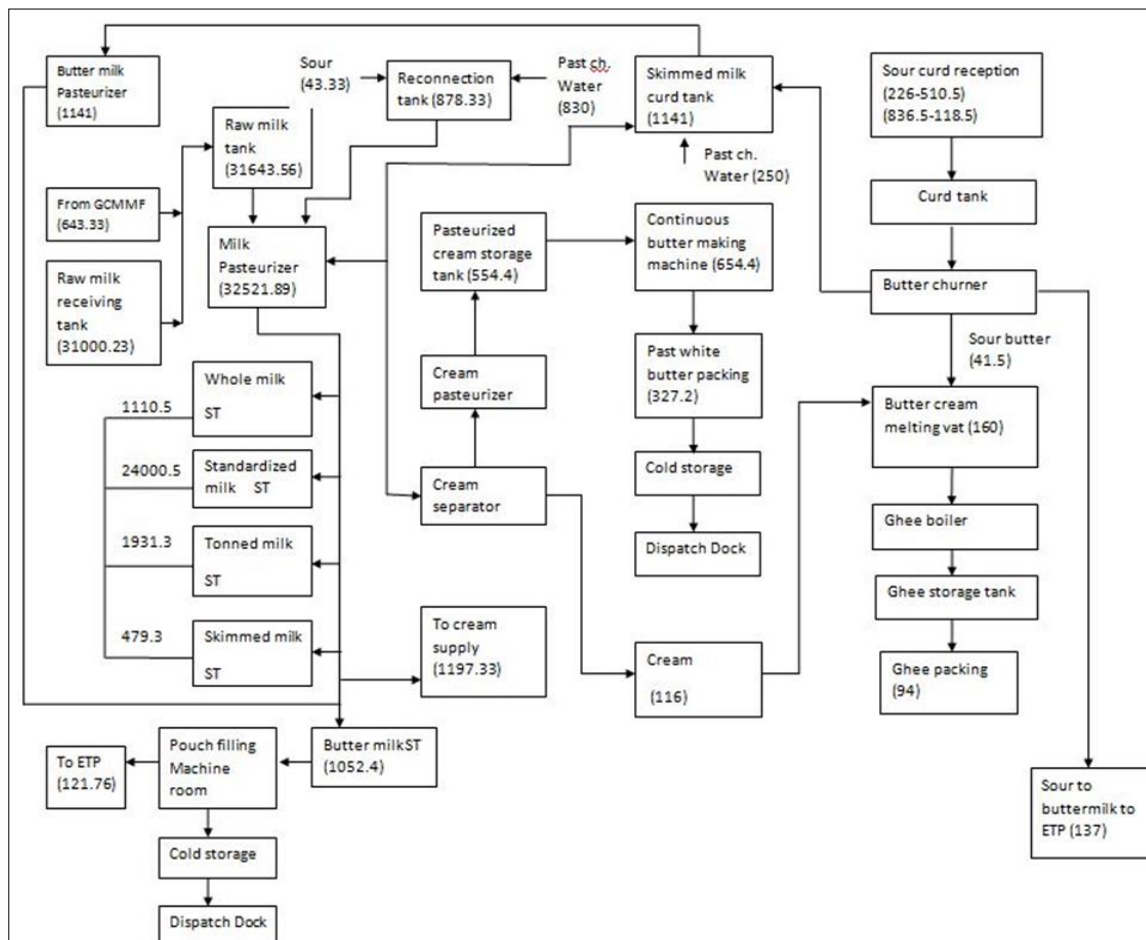 Butter milk
Pasteurizer
(1141)
Sour
(43.33)
Reconnection
tank (878.33)
Past ch.
Water
(830)
Skimmed milk
curd tank
(1141)
Sour curd reception
(226-510.5)
(836.5-118.5)
Raw milk
tank
(31643.56)
Past ch.
Water (250)
From GCMMF
(643.33)
Curd tank
Milk
Pasteurizer
(32521.89)
Pasteurized
cream storage
tank (554.4)
Continuous
butter making
machine (654.4)
Raw milk
receiving
tank
(31000.23)
Butter churner
Sour butter
(41.5)
Whole milk
ST
1110.5
Cream
pasteurizer
Past white
butter packing
(327.2)
Butter cream
melting vat (160)
24000.5
Standardized
milk ST
Cream
separator
Cold storage
Ghee boiler
1931.3
Tonned milk
ST
Dispatch Dock
Ghee storage tank
479.3
Skimmed milk
ST
To cream
supply
(1197.33)
Cream
(116)
Ghee packing
(94)
To ETP
(121.76)
Pouch filling
Machine
room
Butter milkST
(1052.4)
Sour to
buttermilk to
ETP (137)
Cold storage
Dispatch Dock